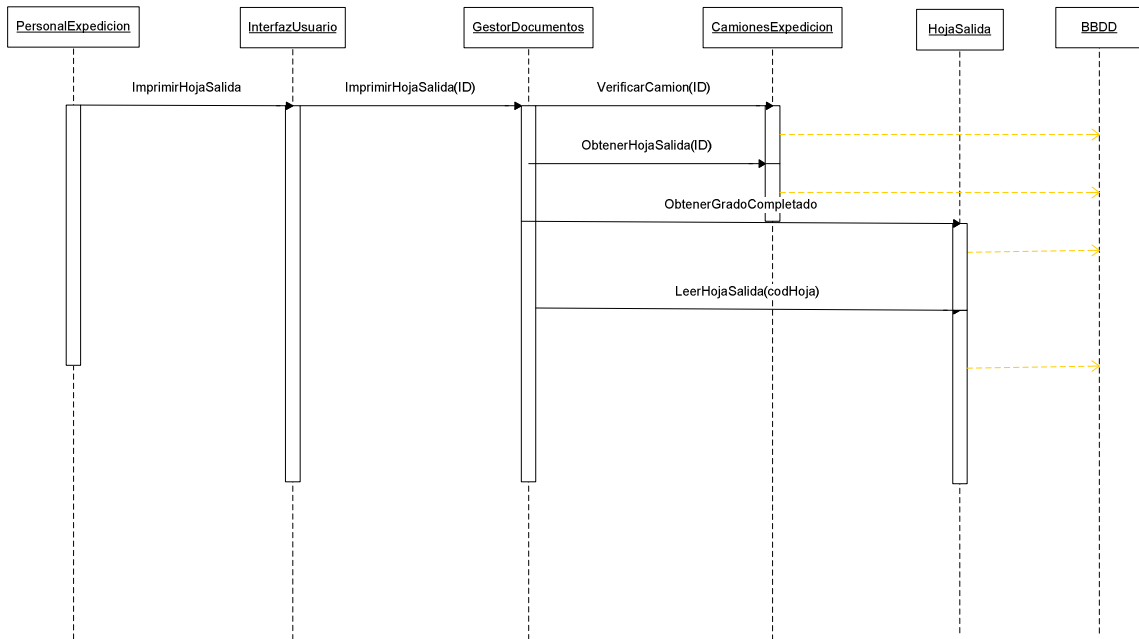 PersonalExpedicion
InterfazUsuario
GestorDocumentos
CamionesExpedicion
HojaSalida
BBDD
ImprimirHojaSalida
ImprimirHojaSalida(ID)
VerificarCamion(ID)
ObtenerHojaSalida(ID)
ObtenerGradoCompletado
LeerHojaSalida(codHoja)